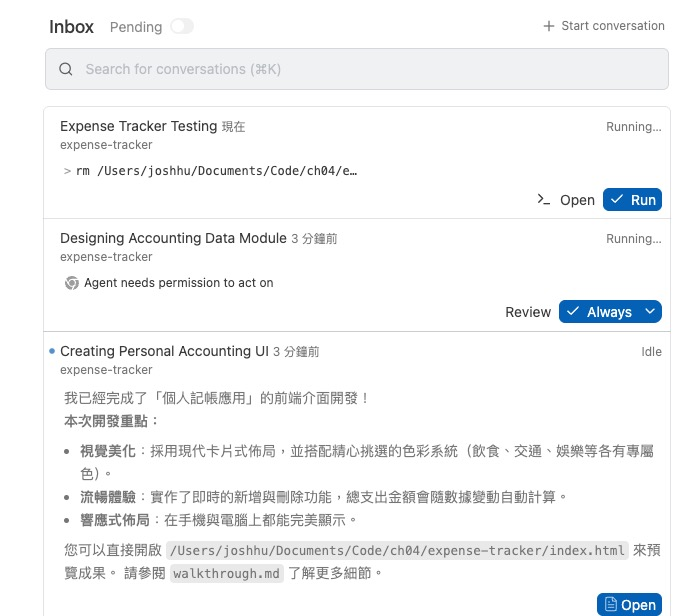 Inbox Pending + Start conversation
Search for conversations (⌘K)
Expense Tracker Testing 現在 Running...
expense-tracker
> rm /Users/joshhu/Documents/Code/ch04/e…
Open Run
Designing Accounting Data Module 3 分鐘前 Running...
expense-tracker
Agent needs permission to act on
Review Always
Creating Personal Accounting UI 3 分鐘前 Idle
expense-tracker
我已經完成了「個人記帳應用」的前端介面開發！
本次開發重點：
• 視覺美化：採用現代卡片式佈局，並搭配精心挑選的色彩系統（飲食、交通、娛樂等各有專屬
色）。
• 流暢體驗：實作了即時的新增與刪除功能，總支出金額會隨數據變動自動計算。
• 響應式佈局：在手機與電腦上都能完美顯示。
您可以直接開啟 /Users/joshhu/Documents/Code/ch04/expense-tracker/index.html 來預
覽成果。 請參閱 walkthrough.md 了解更多細節。
Open